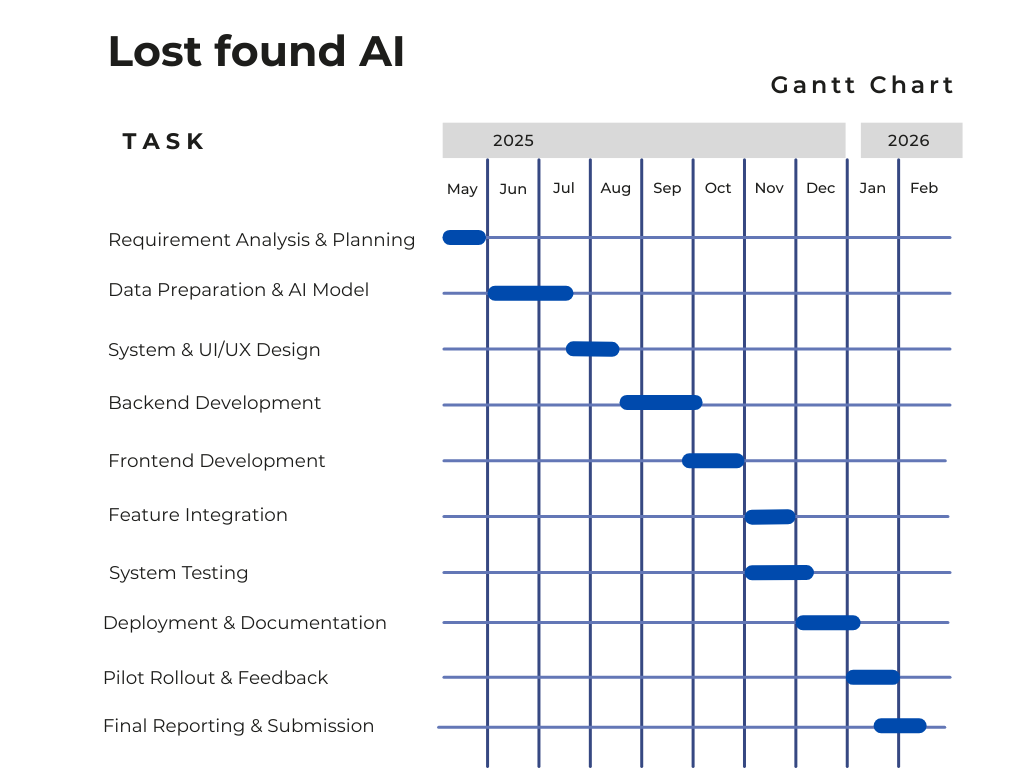 Lost found AI
Gantt Chart
TASK
2025 2026
May Jun Jul Aug Sep Oct Nov Dec Jan Feb
Requirement Analysis & Planning
Data Preparation & AI Model
System & UI/UX Design
Backend Development
Frontend Development
Feature Integration
System Testing
Deployment & Documentation
Pilot Rollout & Feedback
Final Reporting & Submission